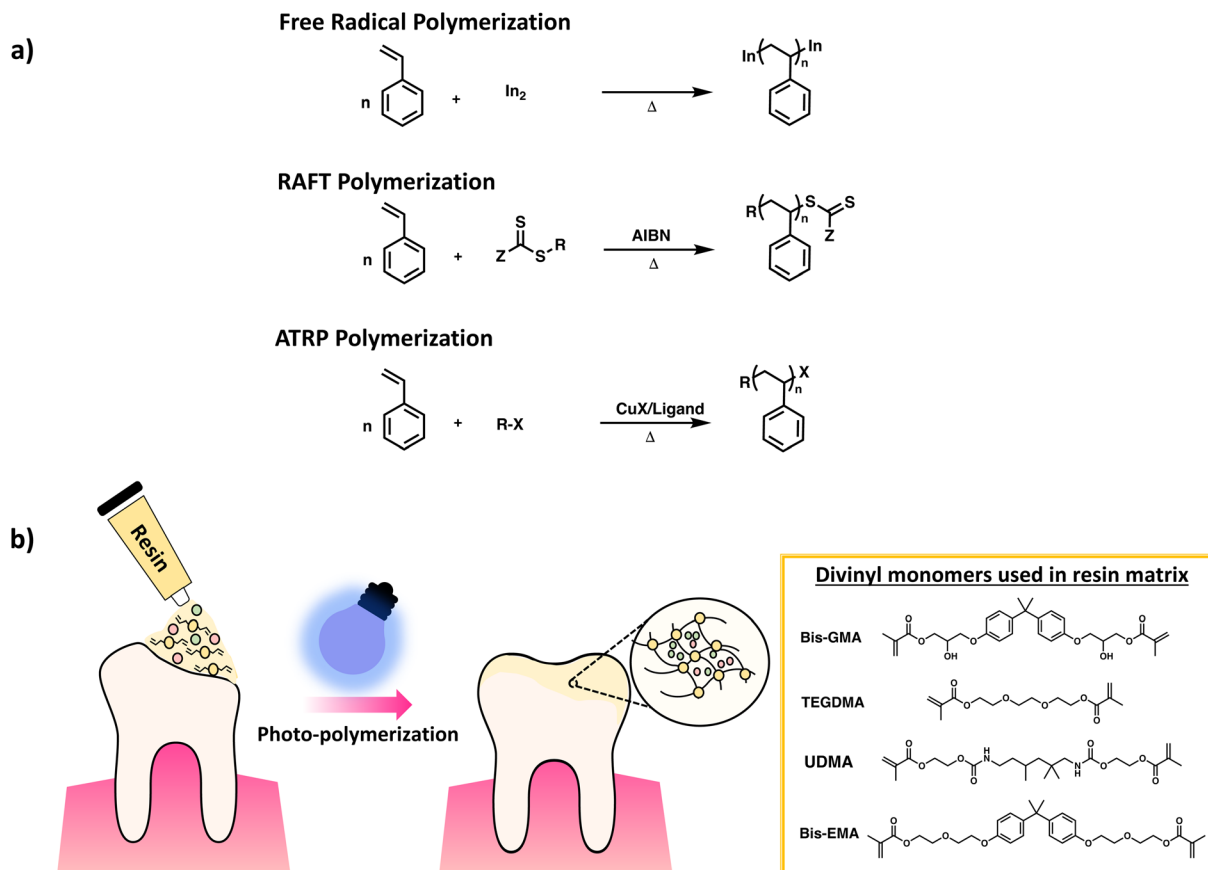 a)
Free Radical Polymerization
n
+
In₂
Δ
In
n
In
RAFT Polymerization
n
+
S
Z
S
R
AIBN
Δ
R
n
S
S
Z
ATRP Polymerization
n
+
R-X
CuX/Ligand
Δ
R
n
X
b)
Resin
Photo-polymerization
Divinyl monomers used in resin matrix
Bis-GMA
O
O
OH
O
O
OH
O
O
TEGDMA
O
O
O
O
O
O
UDMA
O
O
O
O
H
N
N
H
O
O
O
O
Bis-EMA
O
O
O
O
O
O
O
O